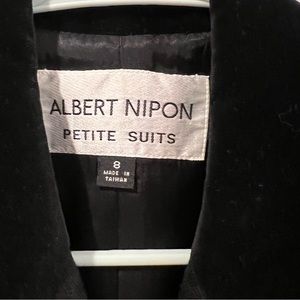 ALBERT NIPON
PETITE SUITS
8
MADE IN
TAIWAN